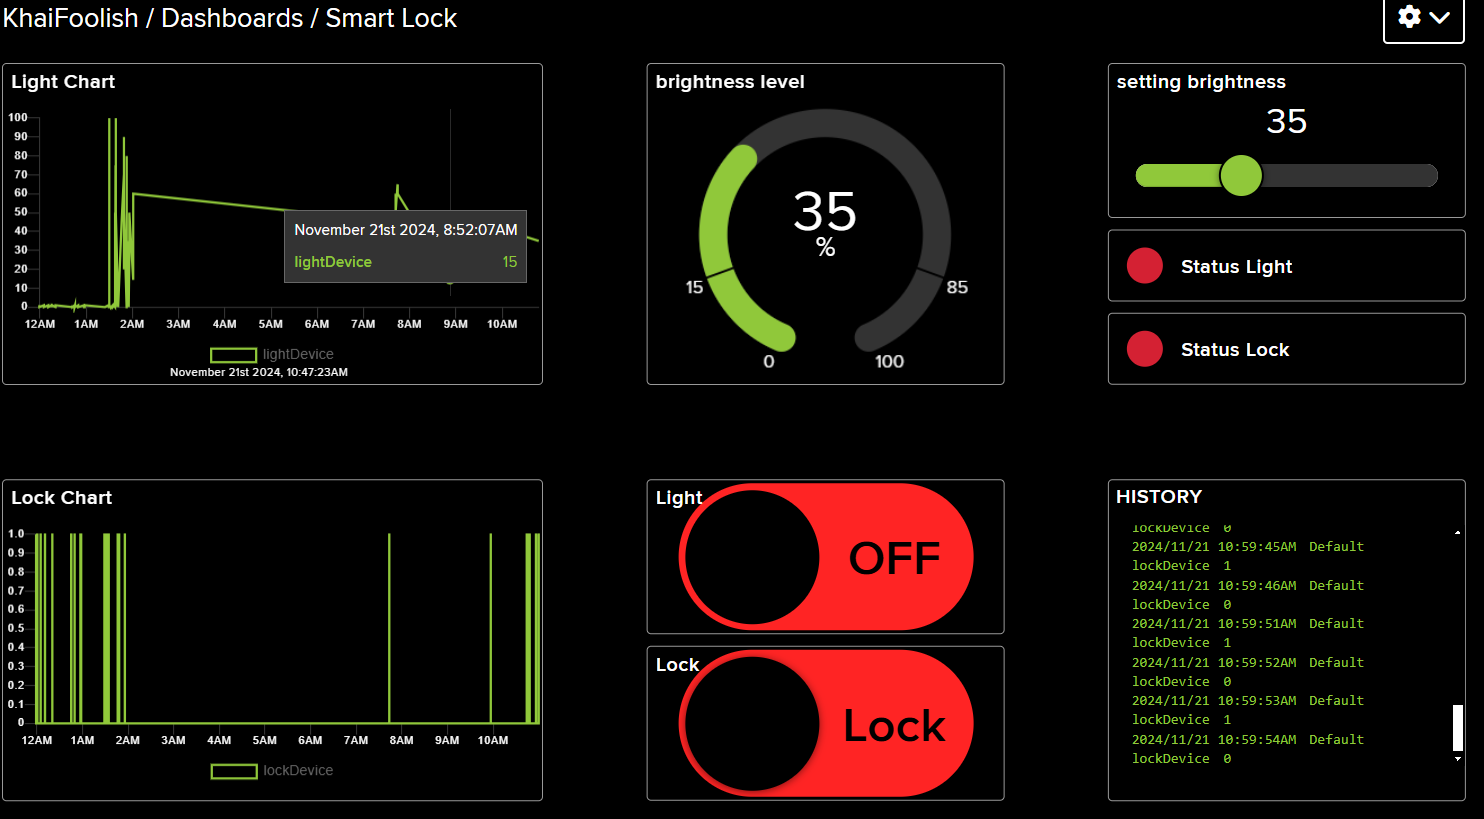 KhaiFoolish / Dashboards / Smart Lock
Light Chart
100
90
80
70
60
50
40
30
20
10
0
12AM 1AM 2AM 3AM 4AM 5AM 6AM 7AM 8AM 9AM 10AM
November 21st 2024, 8:52:07AM
lightDevice 15
lightDevice
November 21st 2024, 10:47:23AM
brightness level
35
%
15
85
0
100
setting brightness
35
Status Light
Status Lock
Lock Chart
1.0
0.9
0.8
0.7
0.6
0.5
0.4
0.3
0.2
0.1
0
12AM 1AM 2AM 3AM 4AM 5AM 6AM 7AM 8AM 9AM 10AM
lockDevice
Light
OFF
Lock
Lock
HISTORY
lockDevice 0
2024/11/21 10:59:45AM Default
lockDevice 1
2024/11/21 10:59:46AM Default
lockDevice 0
2024/11/21 10:59:51AM Default
lockDevice 1
2024/11/21 10:59:52AM Default
lockDevice 0
2024/11/21 10:59:53AM Default
lockDevice 1
2024/11/21 10:59:54AM Default
lockDevice 0